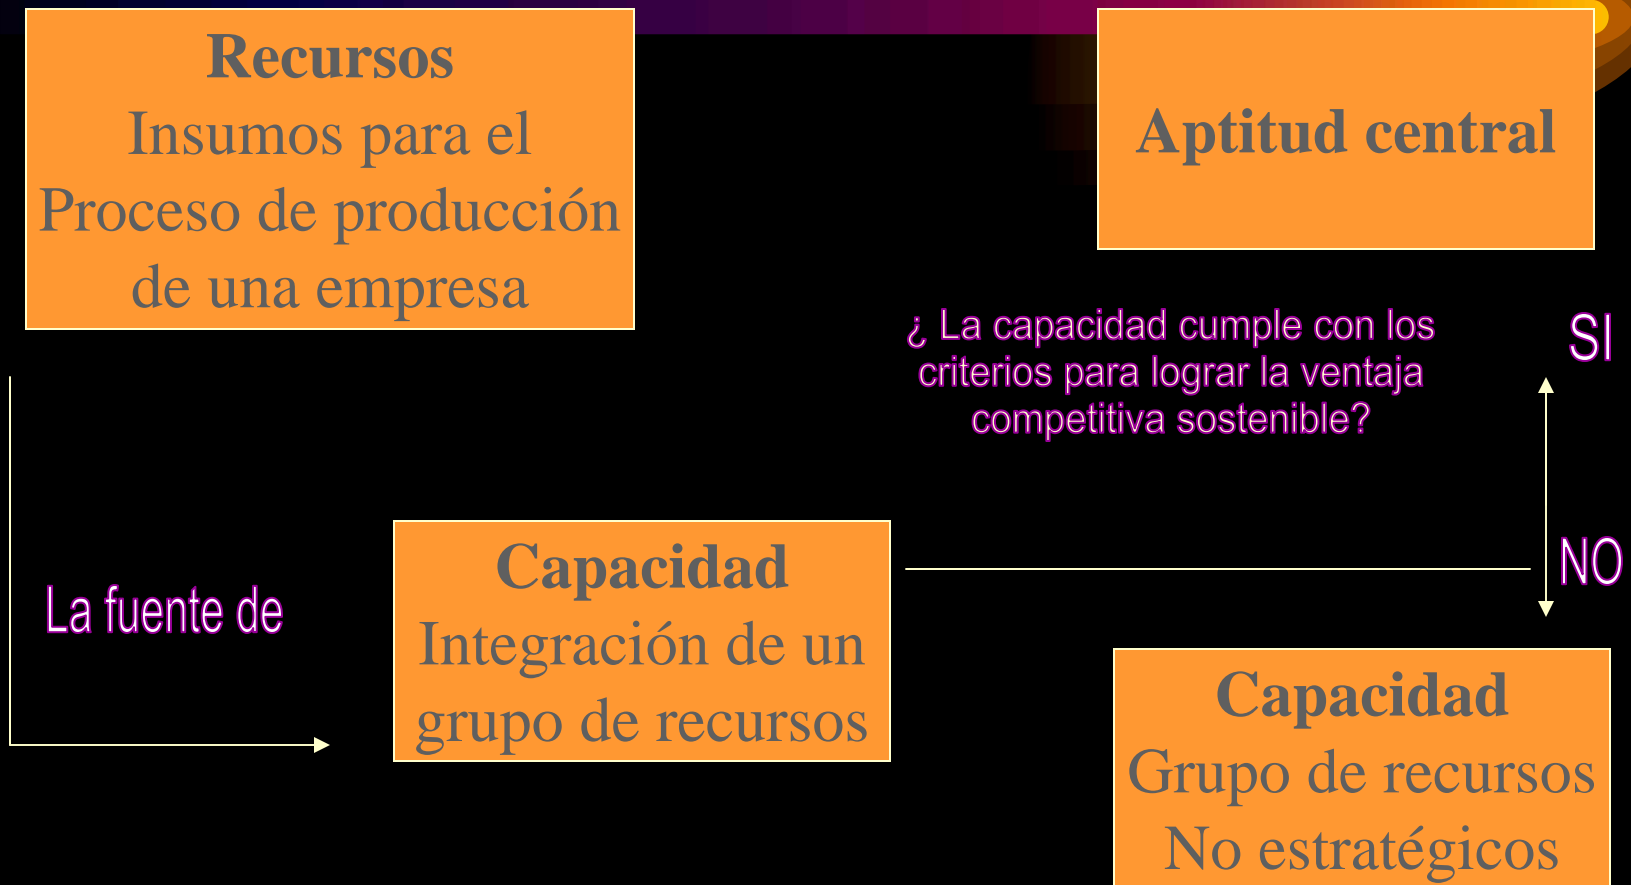 Recursos
Insumos para el
Proceso de producción
de una empresa
Aptitud central
¿ La capacidad cumple con los
criterios para lograr la ventaja
competitiva sostenible?
SI
NO
La fuente de
Capacidad
Integración de un
grupo de recursos
Capacidad
Grupo de recursos
No estratégicos